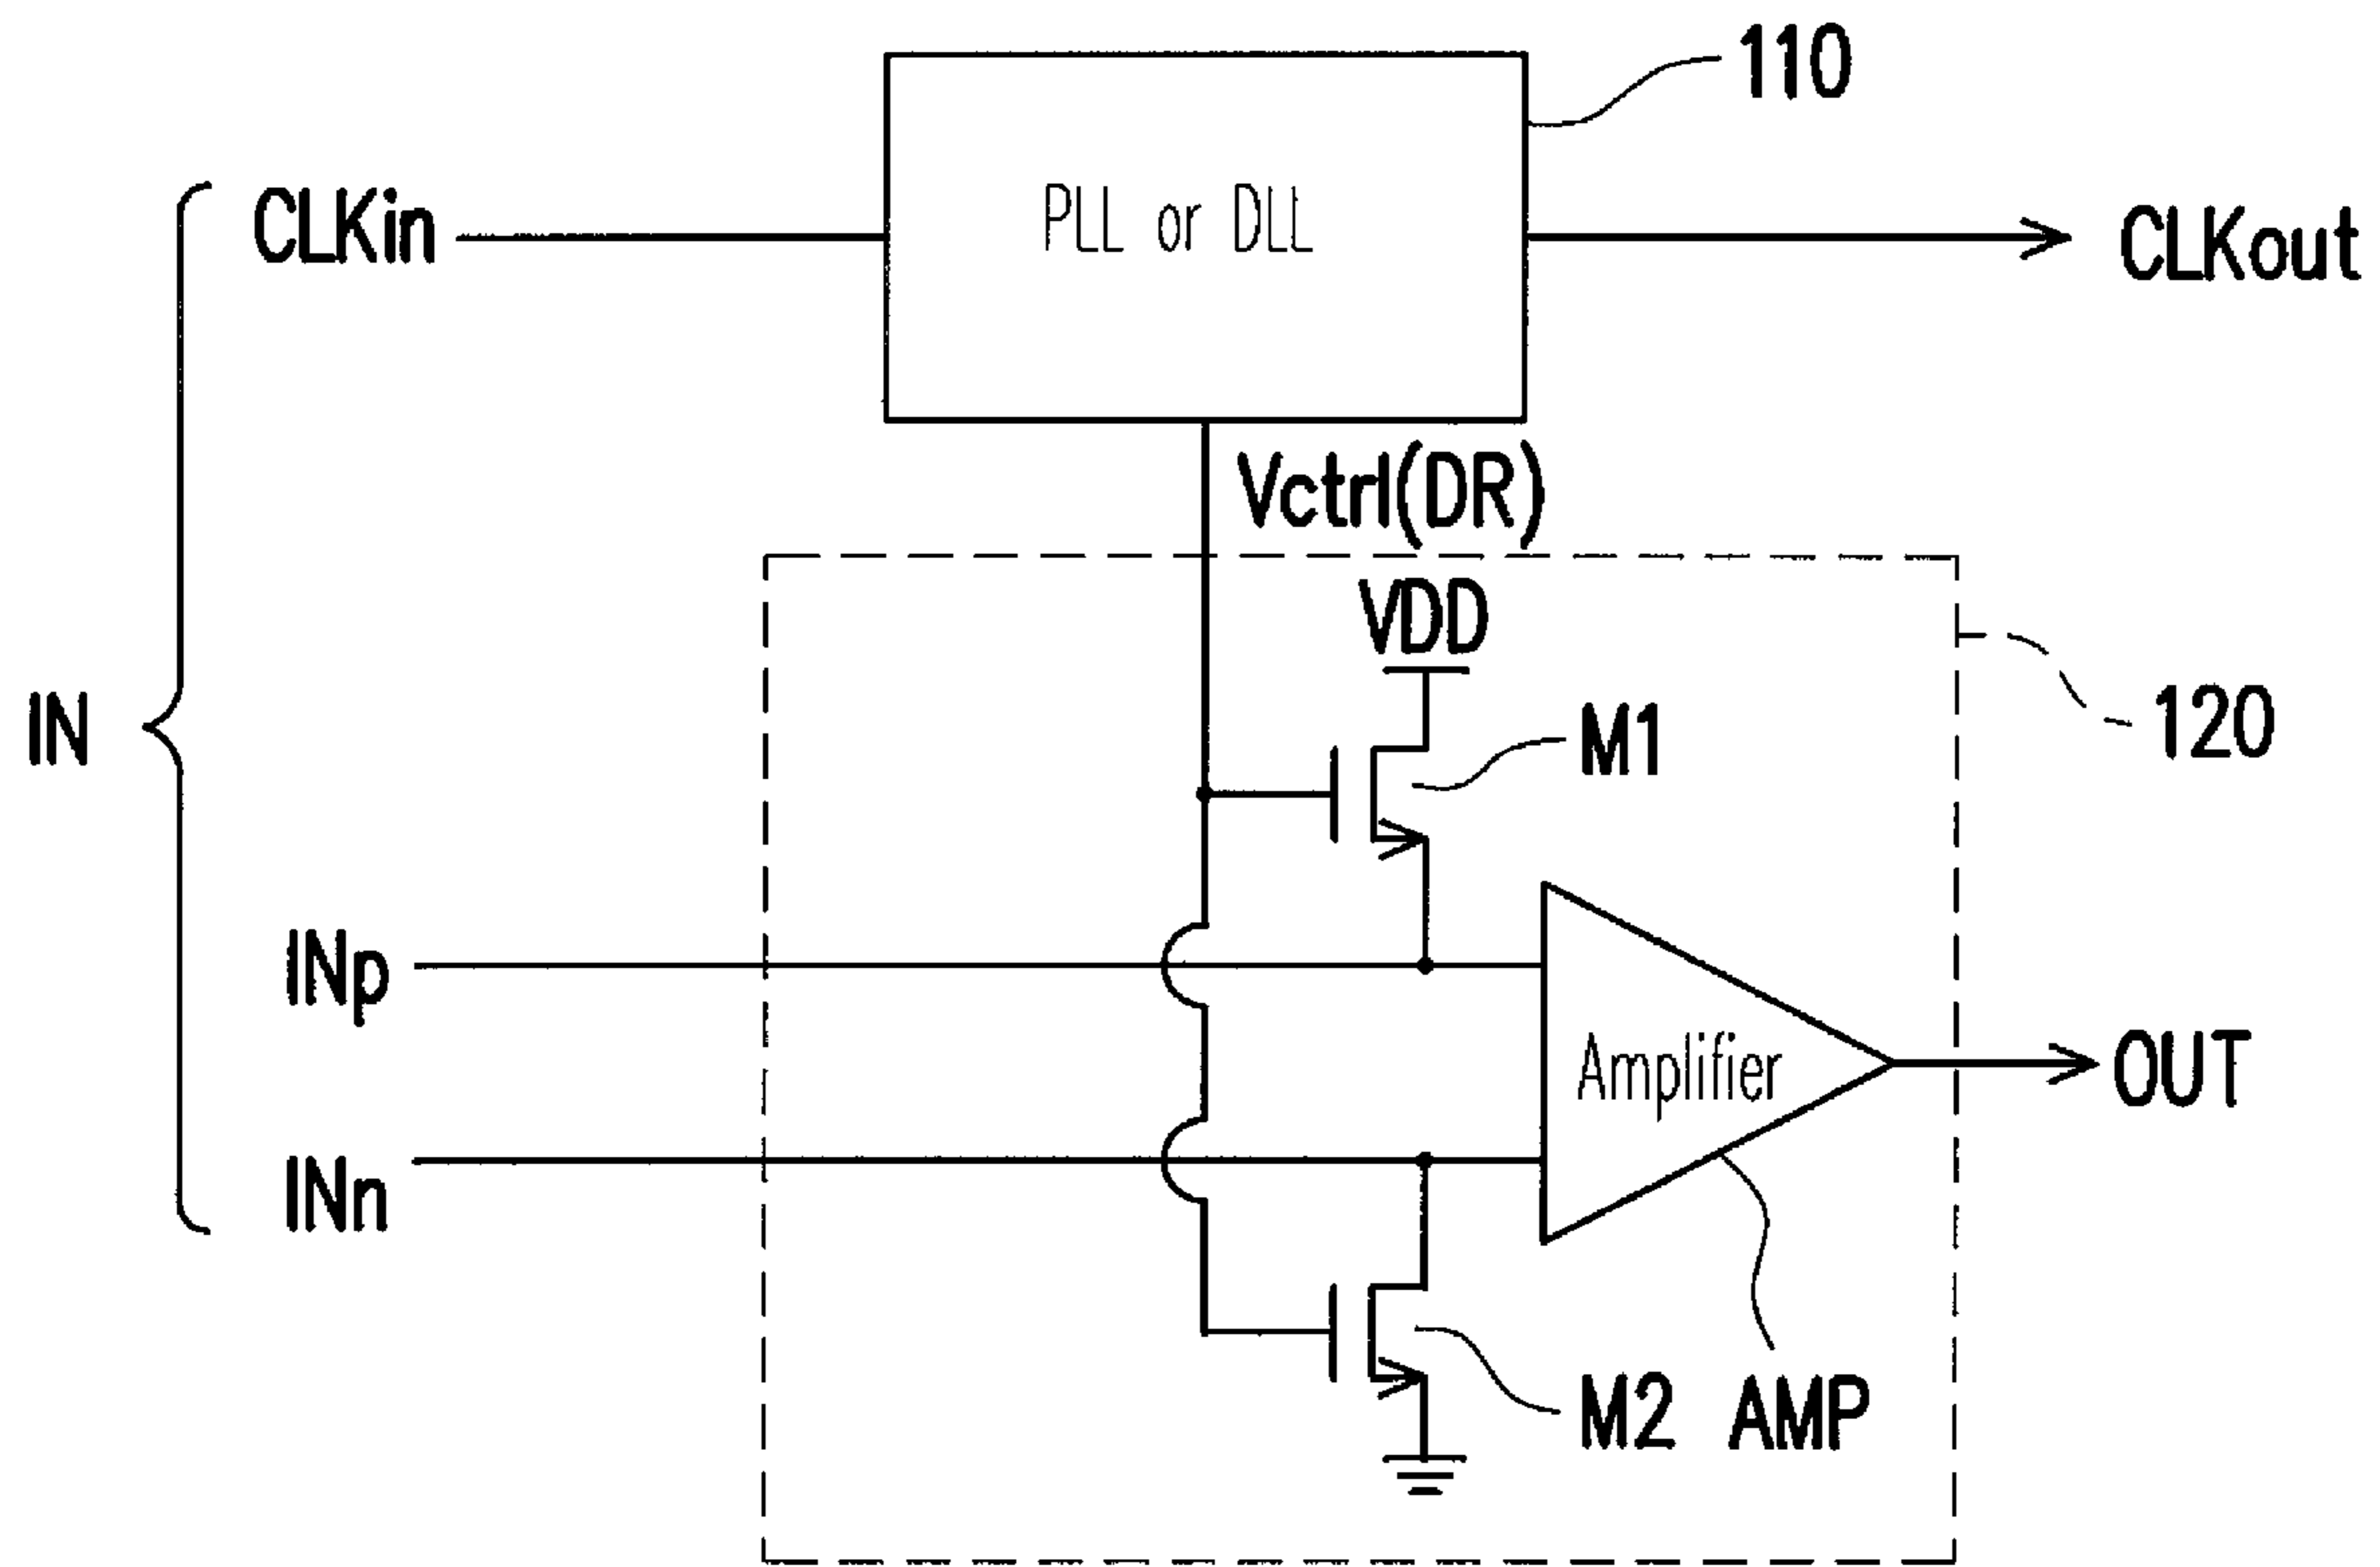 110
CLKin
PLL or DLL
CLKout
Vctrl(DR)
VDD
M1
120
IN
INp
Amplifier
OUT
INn
M2
AMP